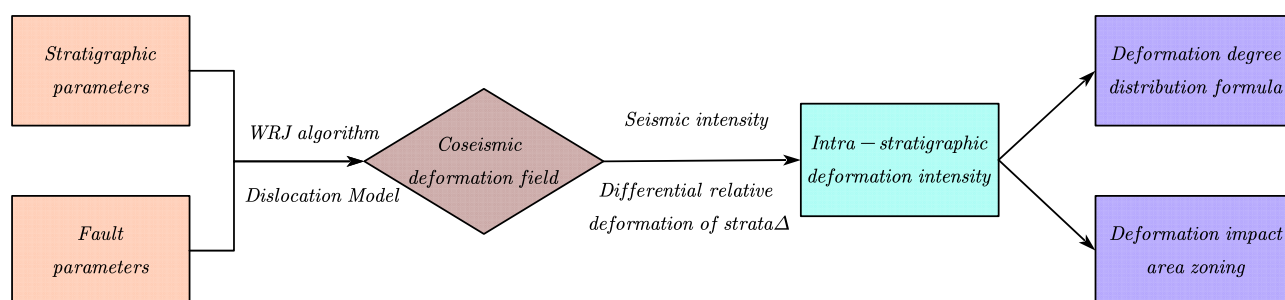 Stratigraphic
parameters
Fault
parameters
WRJ algorithm
Dislocation Model
Coseismic
deformation field
Seismic intensity
Differential relative
deformation of strataΔ
Intra − stratigraphic
deformation intensity
Deformation degree
distribution formula
Deformation impact
area zoning